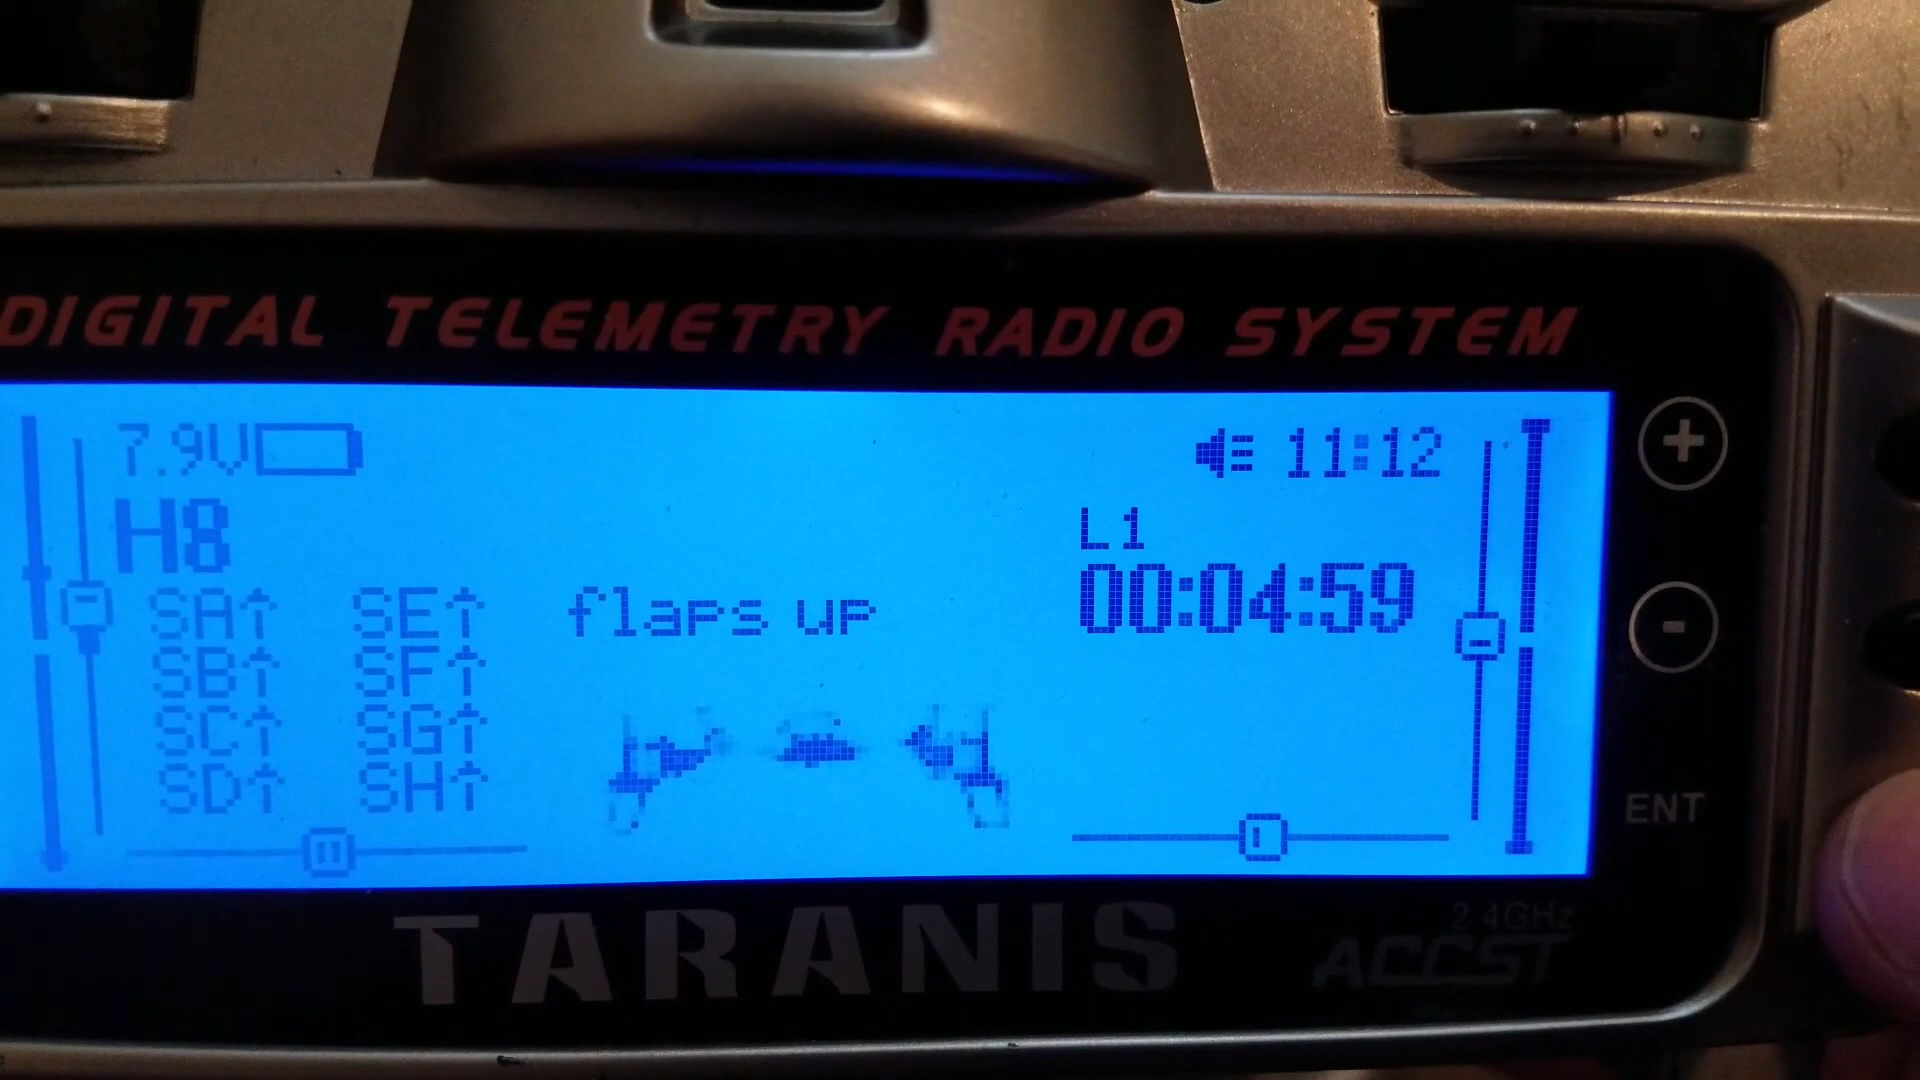 DIGITAL TELEMETRY RADIO SYSTEM
7.9V
11:12
H8
L1
00:04:59
SA↑ SE↑
flaps up
SB↑ SF↑
SC↑ SG↑
SD↑ SH↑
+
-
ENT
TARANIS
2.4GHz
ACCST